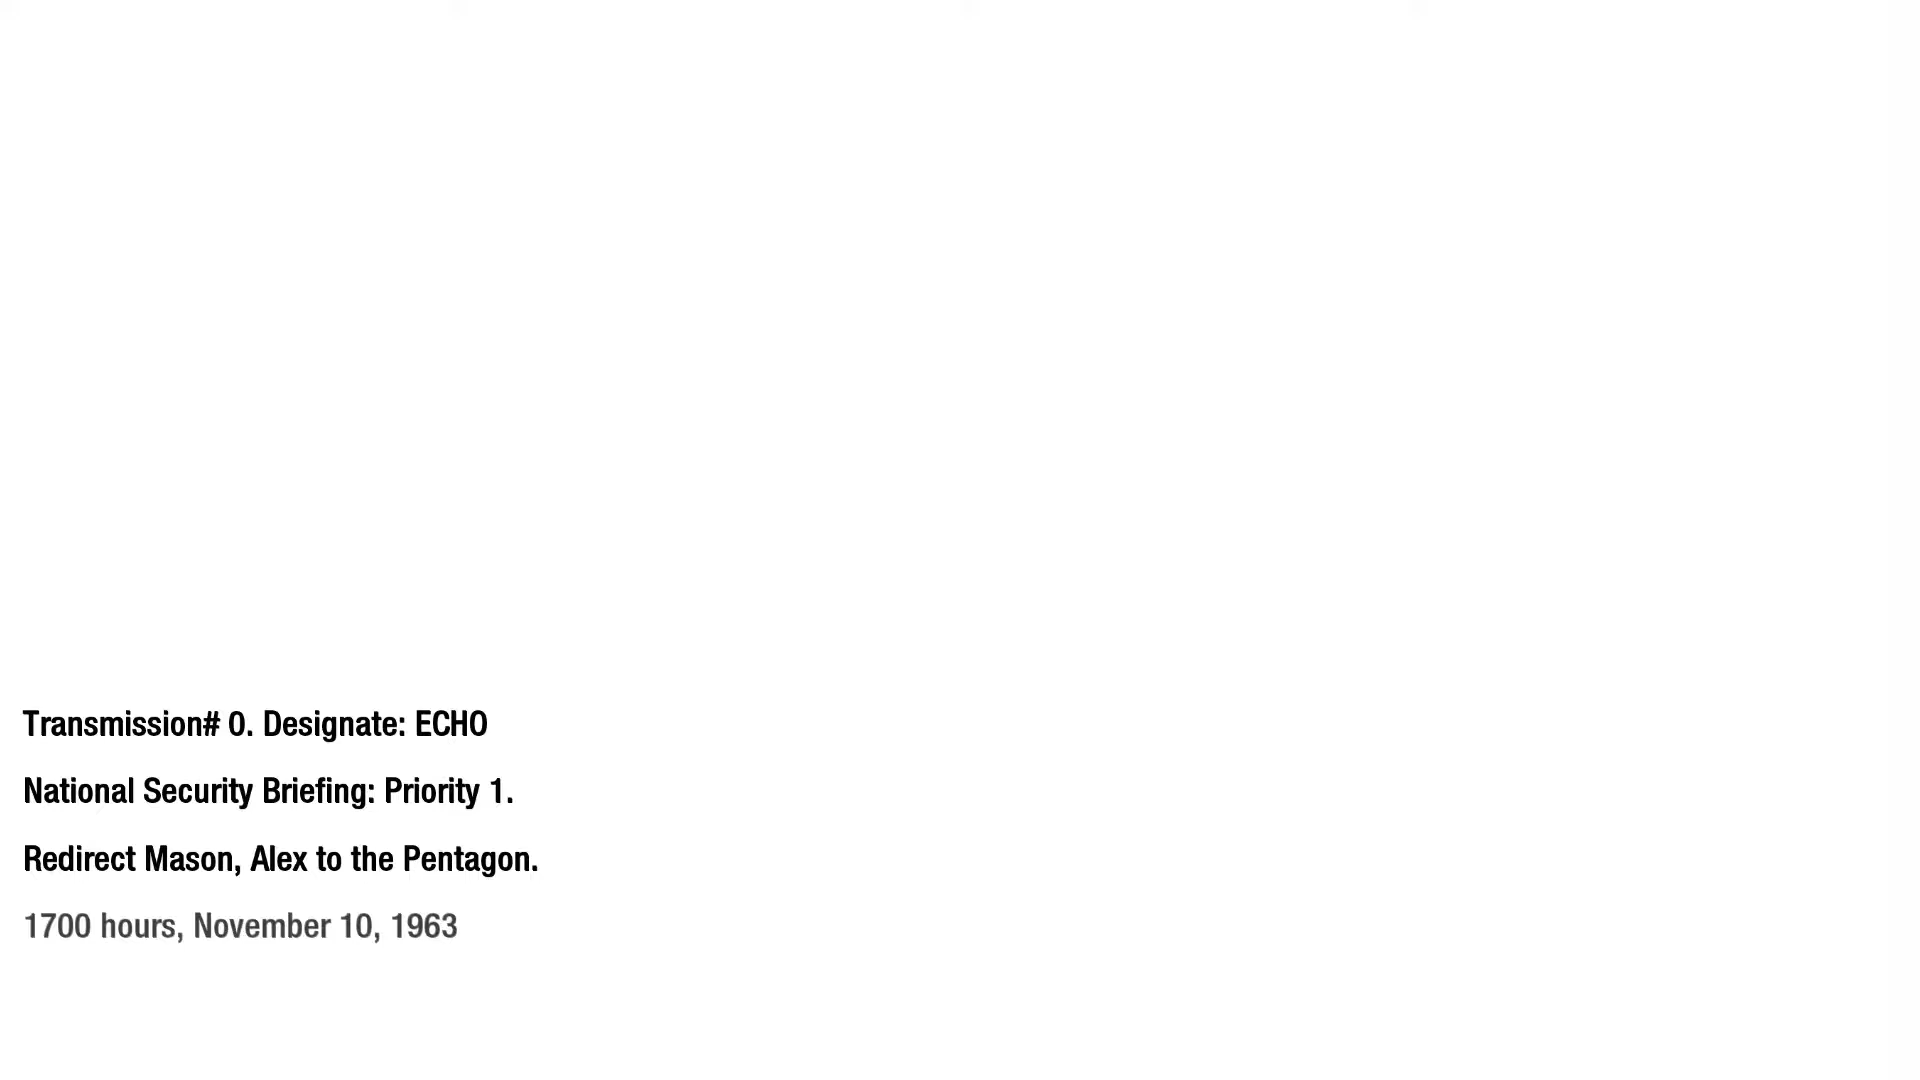 Transmission# 0. Designate: ECHO
National Security Briefing: Priority 1.
Redirect Mason, Alex to the Pentagon.
1700 hours, November 10, 1963